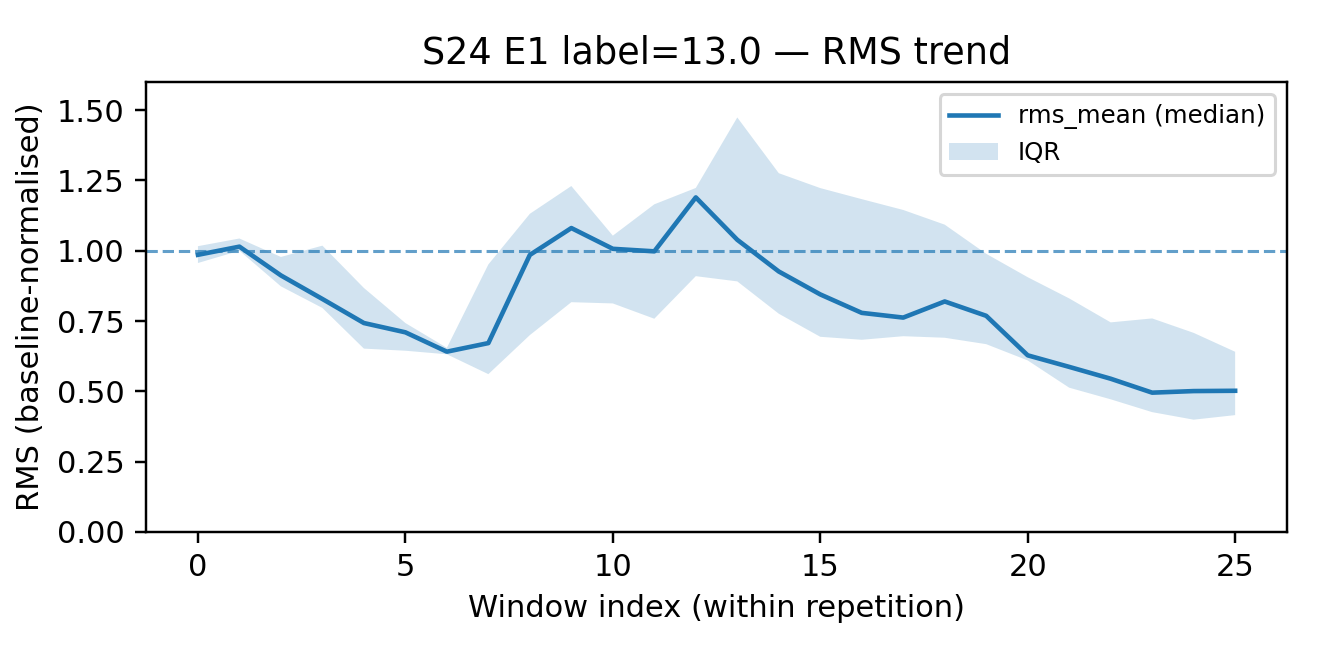 S24 E1 label=13.0 — RMS trend
rms_mean (median)
IQR
RMS (baseline-normalised)
1.50
1.25
1.00
0.75
0.50
0.25
0.00
0 5 10 15 20 25
Window index (within repetition)